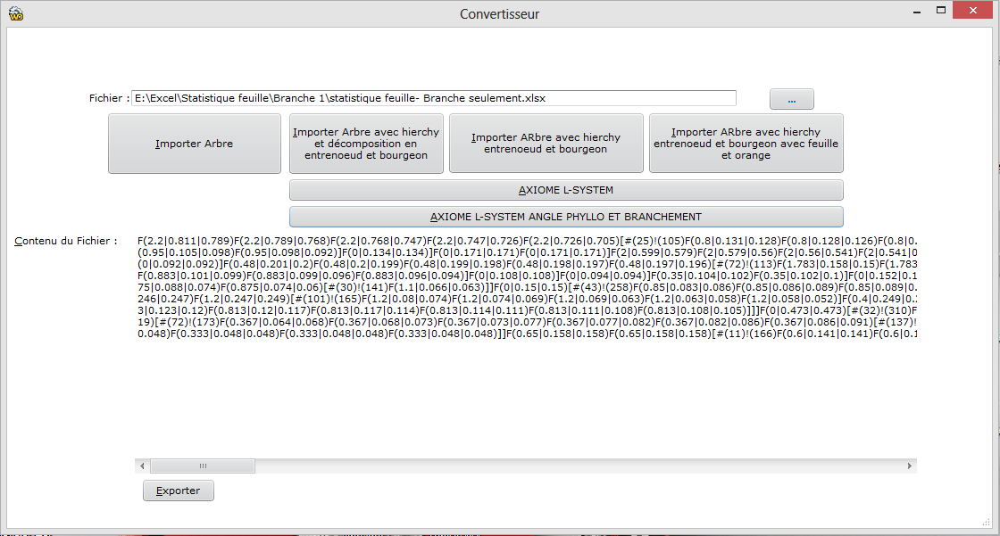 Convertisseur
Fichier : E:\Excel\Statistique feuille\Branche 1\statistique feuille- Branche seulement.xlsx
...
Importer Arbre
Importer Arbre avec hierchy
et décomposition en
entrenoeud et bourgeon
Importer ARbre avec hierchy
entrenoeud et bourgeon
Importer ARbre avec hierchy
entrenoeud et bourgeon avec feuille
et orange
AXIOME L-SYSTEM
AXIOME L-SYSTEM ANGLE PHYLLO ET BRANCHEMENT
Contenu du Fichier :
F(2.2|0.811|0.789)F(2.2|0.789|0.768)F(2.2|0.768|0.747)F(2.2|0.747|0.726)F(2.2|0.726|0.705)[#(25)!(105)F(0.8|0.131|0.128)F(0.8|0.128|0.126)F(0.8|0.
(0.95|0.105|0.098)F(0.95|0.098|0.092)]F(0|0.134|0.134)]F(0|0.171|0.171)F(0|0.171|0.171)]F(2|0.599|0.579)F(2|0.579|0.56)F(2|0.56|0.541)F(2|0.541|0
(0|0.092|0.092)]F(0.48|0.201|0.2)F(0.48|0.2|0.199)F(0.48|0.199|0.198)F(0.48|0.198|0.197)F(0.48|0.197|0.196)[#(72)!(113)F(1.783|0.158|0.15)F(1.783
F(0.883|0.101|0.099)F(0.883|0.099|0.096)F(0.883|0.096|0.094)]F(0|0.108|0.108)]F(0|0.094|0.094)]F(0.35|0.104|0.102)F(0.35|0.102|0.1)]F(0|0.152|0.1
75|0.088|0.074)F(0.875|0.074|0.06)[#(30)!(141)F(1.1|0.066|0.063)]]F(0|0.15|0.15)[#(43)!(258)F(0.85|0.083|0.086)F(0.85|0.086|0.089)F(0.85|0.089|0.
246|0.247)F(1.2|0.247|0.249)[#(101)!(165)F(1.2|0.08|0.074)F(1.2|0.074|0.069)F(1.2|0.069|0.063)F(1.2|0.063|0.058)F(1.2|0.058|0.052)]F(0.4|0.249|0.
3|0.123|0.12)F(0.813|0.12|0.117)F(0.813|0.117|0.114)F(0.813|0.114|0.111)F(0.813|0.111|0.108)F(0.813|0.108|0.105)]]]F(0|0.473|0.473)[#(32)!(310)F
19)[#(72)!(173)F(0.367|0.064|0.068)F(0.367|0.068|0.073)F(0.367|0.073|0.077)F(0.367|0.077|0.082)F(0.367|0.082|0.086)F(0.367|0.086|0.091)[#(137)!
0.048)F(0.333|0.048|0.048)F(0.333|0.048|0.048)F(0.333|0.048|0.048)]]F(0.65|0.158|0.158)F(0.65|0.158|0.158)[#(11)!(166)F(0.6|0.141|0.141)F(0.6|0.1
Exporter